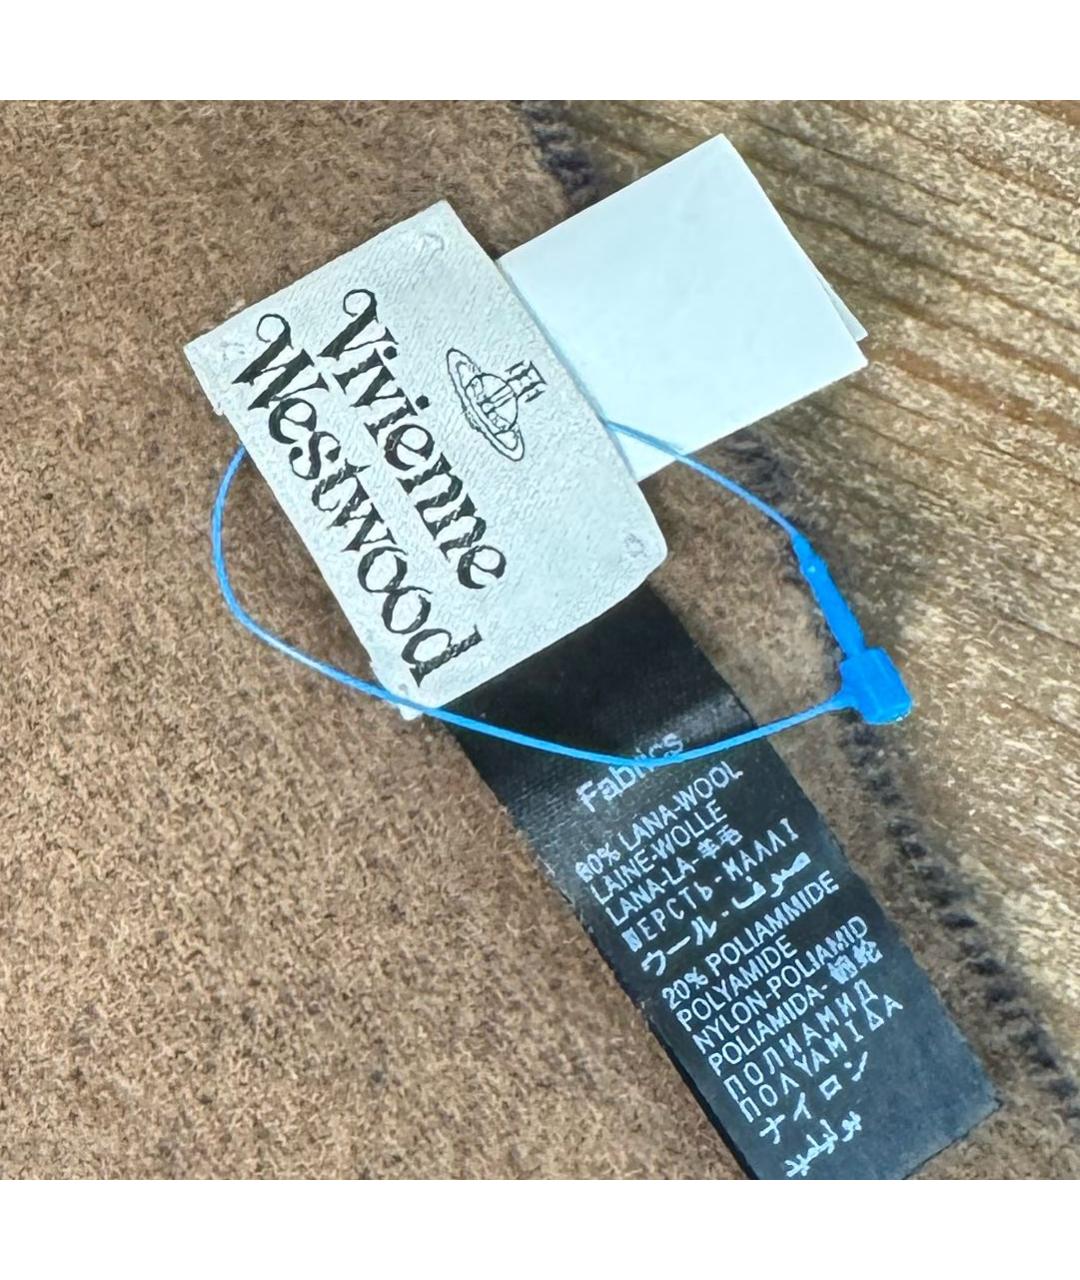 Vivienne
Westwood
Fabrics
80% LANA-WOOL
LAINE-WOLLE
LANA-LA-羊毛
ШЕРСТЬ-ΜΑΛΛΙ
ウール-صوف
20% POLIAMMIDE
POLYAMIDE
NYLON-POLIAMID
POLIAMIDA-
ПОЛИАМИД
ΠΟΛΥΑΜΙΔΑ
ナイロン
بوليميد